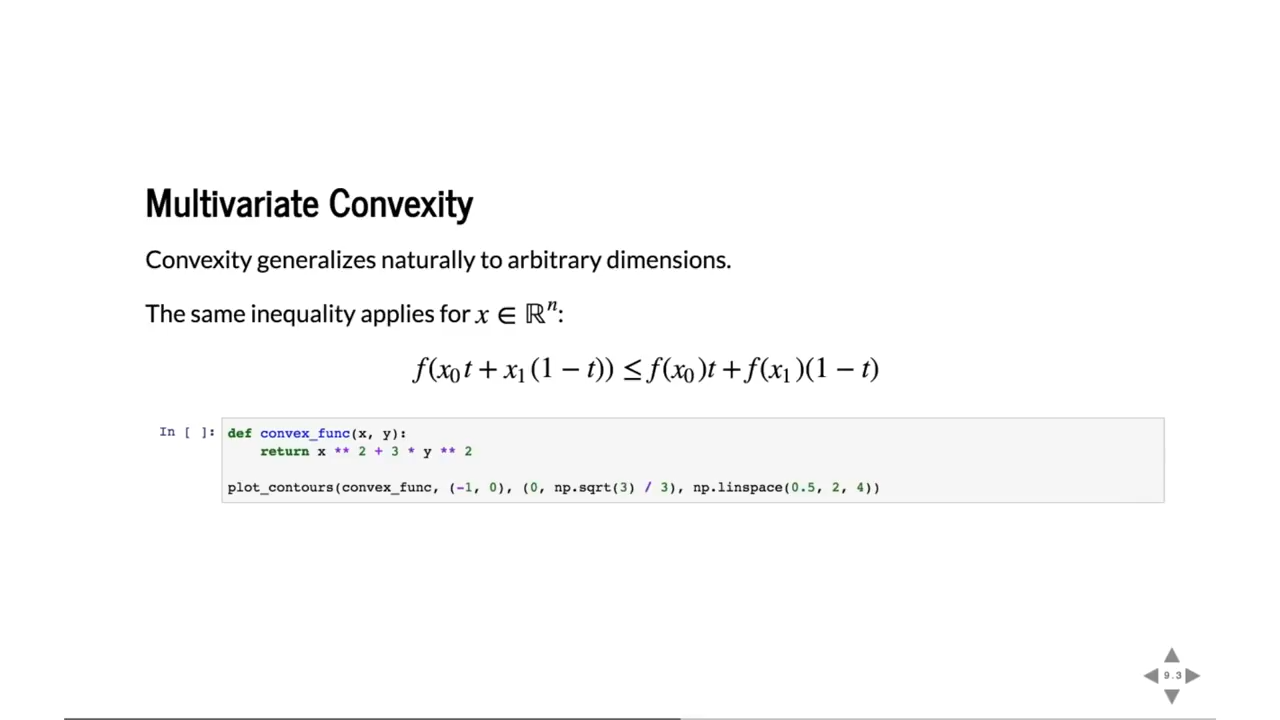 Multivariate Convexity
Convexity generalizes naturally to arbitrary dimensions.
The same inequality applies for x ∈ ℝⁿ:
f(x₀t + x₁(1 − t)) ≤ f(x₀)t + f(x₁)(1 − t)
In [ ]: def convex_func(x, y):
return x ** 2 + 3 * y ** 2
plot_contours(convex_func, (-1, 0), (0, np.sqrt(3) / 3), np.linspace(0.5, 2, 4))
9.3